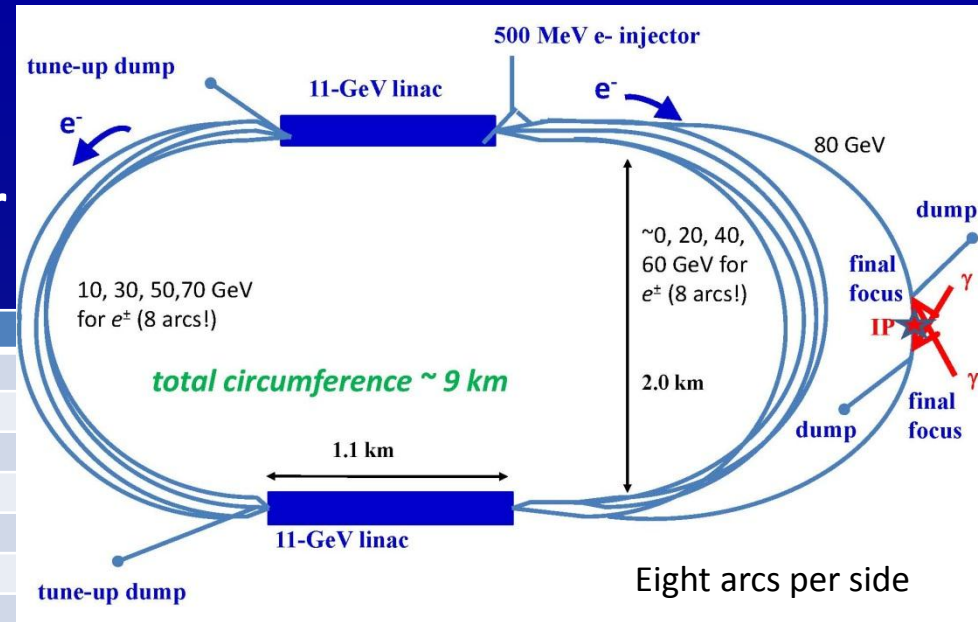 500 MeV e- injector
tune-up dump
11-GeV linac
e-
e-
80 GeV
dump
~0, 20, 40,
60 GeV for
e± (8 arcs!)
final
focus
γ
IP
10, 30, 50,70 GeV
for e± (8 arcs!)
total circumference ~ 9 km
2.0 km
γ
final
focus
dump
1.1 km
11-GeV linac
tune-up dump
Eight arcs per side
r